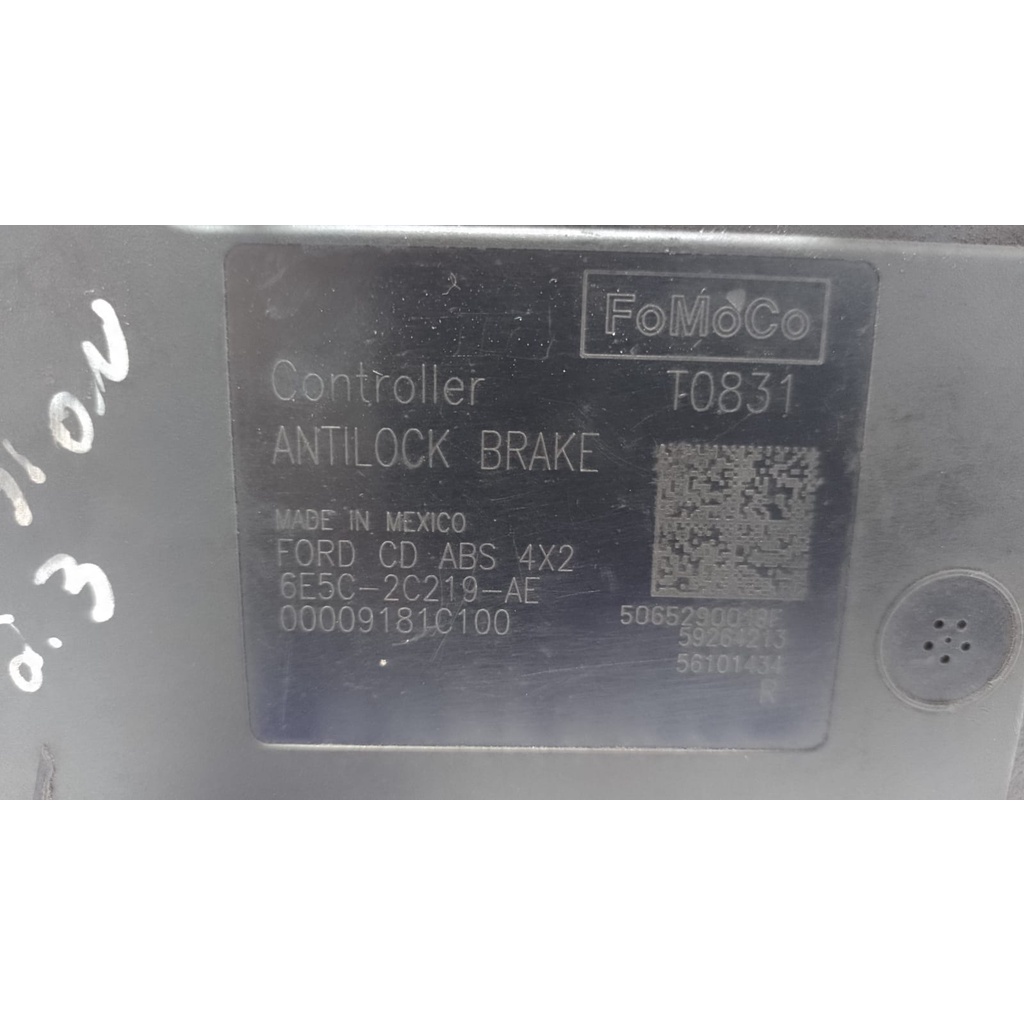 FoMoCo
Controller T0831
ANTILOCK BRAKE
MADE IN MEXICO
FORD CD ABS 4X2
6E5C-2C219-AE
00009181C100
59264213
56101434
R